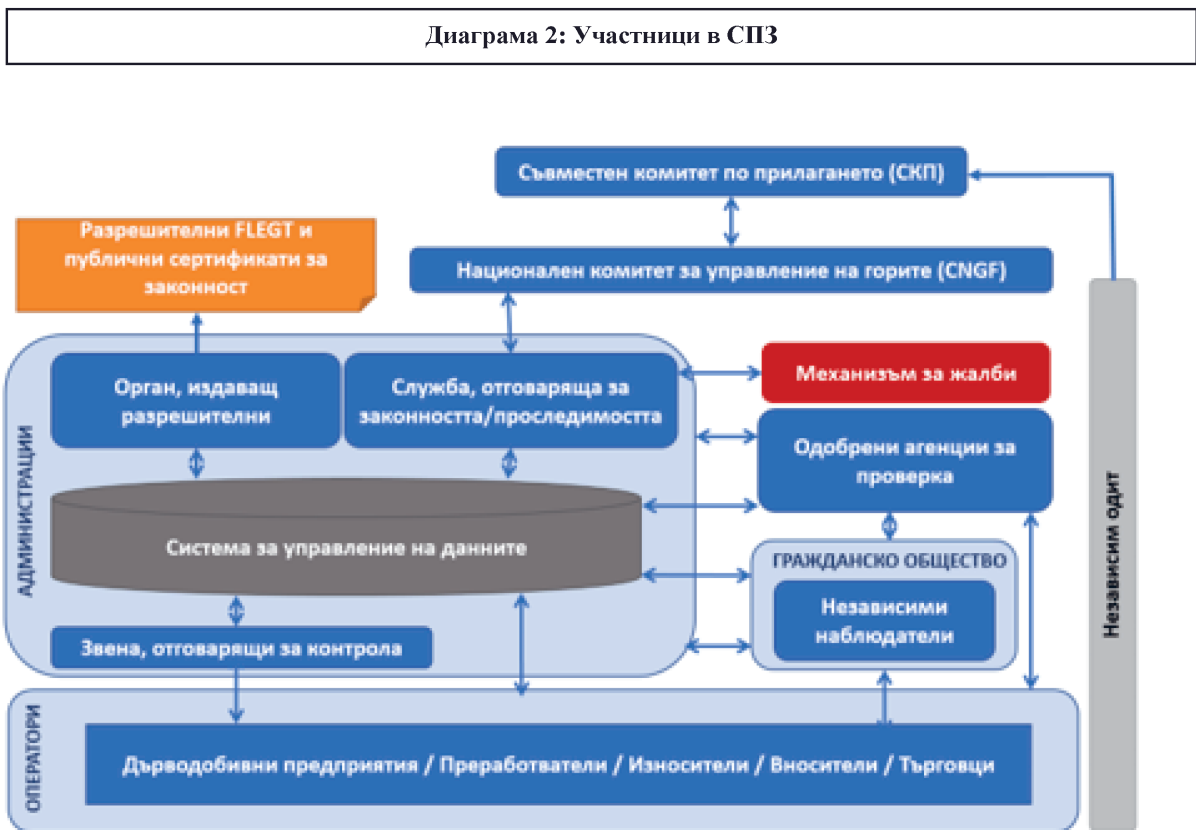 Диаграма 2: Участници в СПЗ
Съвместен комитет по прилагането (СКП)
Разрешителни FLEGT и
публични сертификати за
законност
Национален комитет за управление на горите (CNGF)
Орган, издаващ
разрешителни
Служба, отговаряща за
законността/проследимостта
Механизъм за жалби
Одобрени агенции за
проверка
АДМИНИСТРАЦИИ
Система за управление на данните
ГРАЖДАНСКО ОБЩЕСТВО
Независими
наблюдатели
Звена, отговарящи за контрола
Независим одит
ОПЕРАТОРИ
Дърводобивни предприятия / Преработватели / Износители / Вносители / Търговци